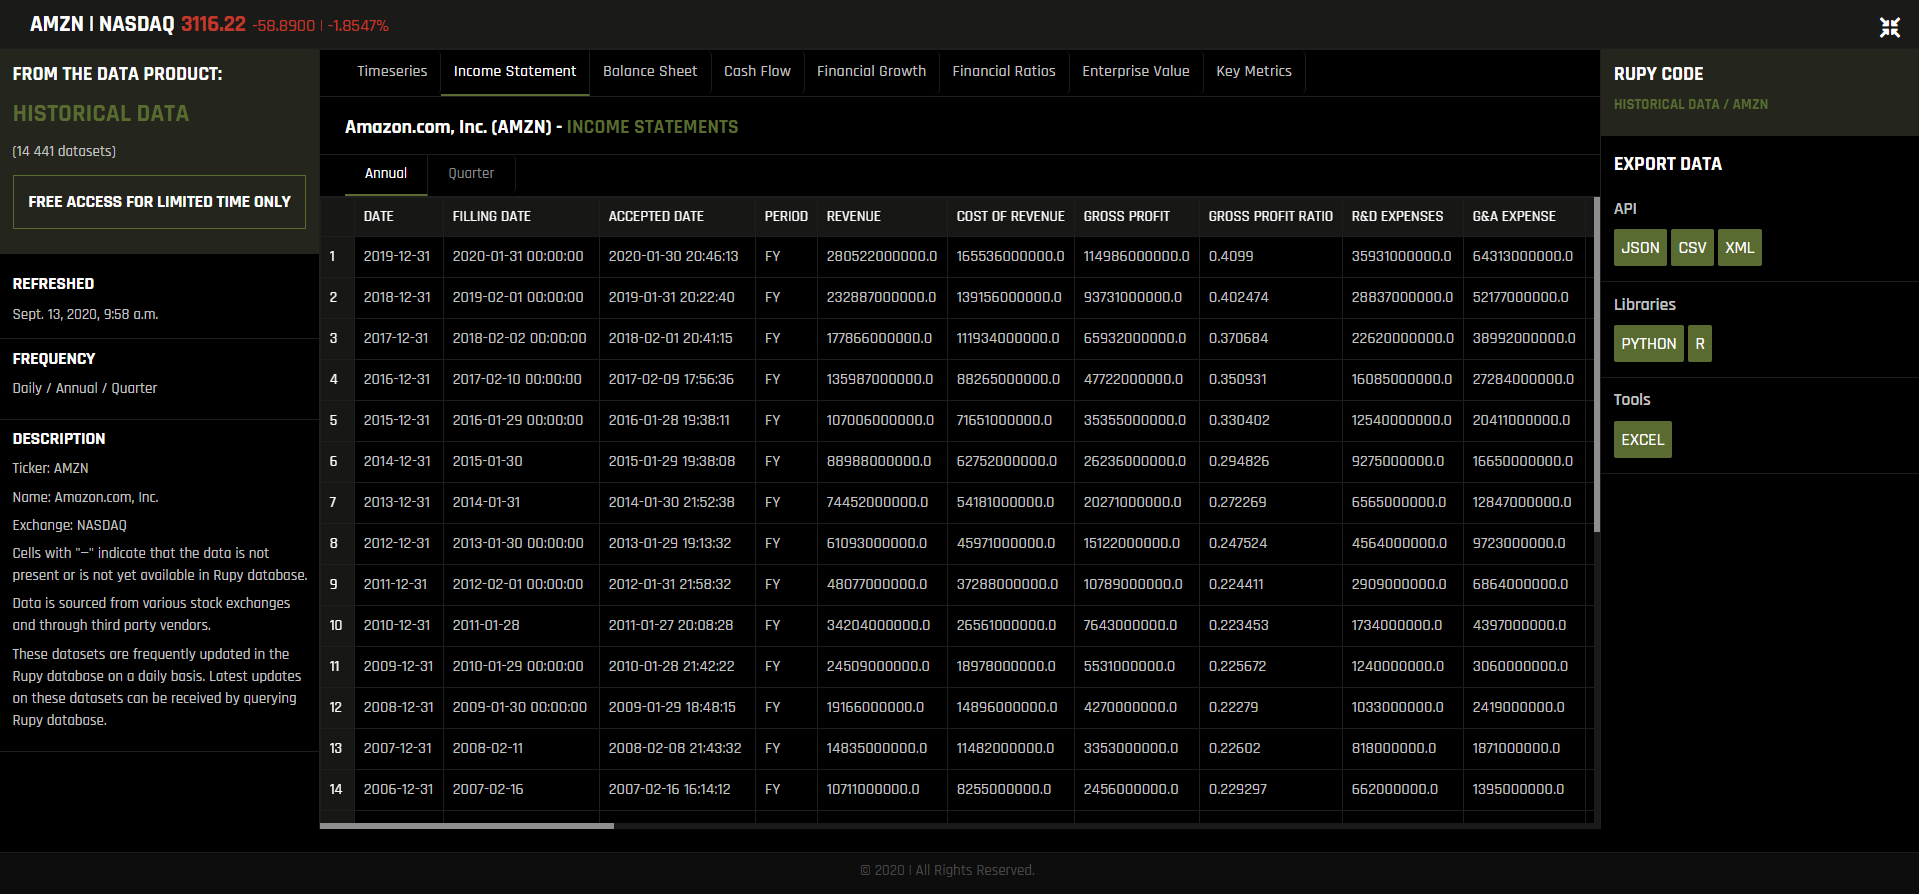 AMZN | NASDAQ 3116.22 -58.8900 | -1.8547%
FROM THE DATA PRODUCT:
HISTORICAL DATA
(14 441 datasets)
FREE ACCESS FOR LIMITED TIME ONLY
REFRESHED
Sept. 13, 2020, 9:58 a.m.
FREQUENCY
Daily / Annual / Quarter
DESCRIPTION
Ticker: AMZN
Name: Amazon.com, Inc.
Exchange: NASDAQ
Cells with "—" indicate that the data is not
present or is not yet available in Rupy database.
Data is sourced from various stock exchanges
and through third party vendors.
These datasets are frequently updated in the
Rupy database on a daily basis. Latest updates
on these datasets can be received by querying
Rupy database.
Timeseries Income Statement Balance Sheet Cash Flow Financial Growth Financial Ratios Enterprise Value Key Metrics
Amazon.com, Inc. (AMZN) - INCOME STATEMENTS
Annual Quarter
DATE FILLING DATE ACCEPTED DATE PERIOD REVENUE COST OF REVENUE GROSS PROFIT GROSS PROFIT RATIO R&D EXPENSES G&A EXPENSE
1 2019-12-31 2020-01-31 00:00:00 2020-01-30 20:46:13 FY 280522000000.0 165536000000.0 114986000000.0 0.4099 35931000000.0 64313000000.0
2 2018-12-31 2019-02-01 00:00:00 2019-01-31 20:22:40 FY 232887000000.0 139156000000.0 93731000000.0 0.402474 28837000000.0 52177000000.0
3 2017-12-31 2018-02-02 00:00:00 2018-02-01 20:41:15 FY 177866000000.0 111934000000.0 65932000000.0 0.370684 22620000000.0 38992000000.0
4 2016-12-31 2017-02-10 00:00:00 2017-02-09 17:56:36 FY 135987000000.0 88265000000.0 47722000000.0 0.350931 16085000000.0 27284000000.0
5 2015-12-31 2016-01-29 00:00:00 2016-01-28 19:38:11 FY 107006000000.0 71651000000.0 35355000000.0 0.330402 12540000000.0 20411000000.0
6 2014-12-31 2015-01-30 2015-01-29 19:38:08 FY 88988000000.0 62752000000.0 26236000000.0 0.294826 9275000000.0 16650000000.0
7 2013-12-31 2014-01-31 2014-01-30 21:52:38 FY 74452000000.0 54181000000.0 20271000000.0 0.272269 6565000000.0 12847000000.0
8 2012-12-31 2013-01-30 00:00:00 2013-01-29 19:13:32 FY 61093000000.0 45971000000.0 15122000000.0 0.247524 4564000000.0 9723000000.0
9 2011-12-31 2012-02-01 00:00:00 2012-01-31 21:58:32 FY 48077000000.0 37288000000.0 10789000000.0 0.224411 2909000000.0 6864000000.0
10 2010-12-31 2011-01-28 2011-01-27 20:08:28 FY 34204000000.0 26561000000.0 7643000000.0 0.223453 1734000000.0 4397000000.0
11 2009-12-31 2010-01-29 00:00:00 2010-01-28 21:42:22 FY 24509000000.0 18978000000.0 5531000000.0 0.225672 1240000000.0 3060000000.0
12 2008-12-31 2009-01-30 00:00:00 2009-01-29 18:48:15 FY 19166000000.0 14896000000.0 4270000000.0 0.22279 1033000000.0 2419000000.0
13 2007-12-31 2008-02-11 2008-02-08 21:43:32 FY 14835000000.0 11482000000.0 3353000000.0 0.22602 818000000.0 1871000000.0
14 2006-12-31 2007-02-16 2007-02-16 16:14:12 FY 10711000000.0 8255000000.0 2456000000.0 0.229297 662000000.0 1395000000.0
RUPY CODE
HISTORICAL DATA / AMZN
EXPORT DATA
API
JSON CSV XML
Libraries
PYTHON R
Tools
EXCEL
© 2020 | All Rights Reserved.